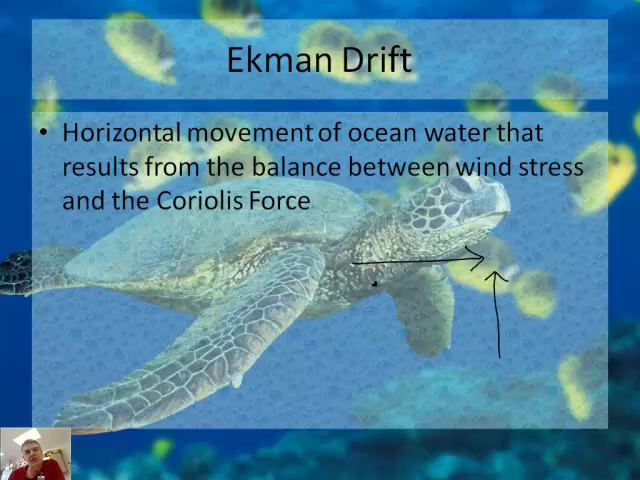 Ekman Drift
• Horizontal movement of ocean water that
results from the balance between wind stress
and the Coriolis Force